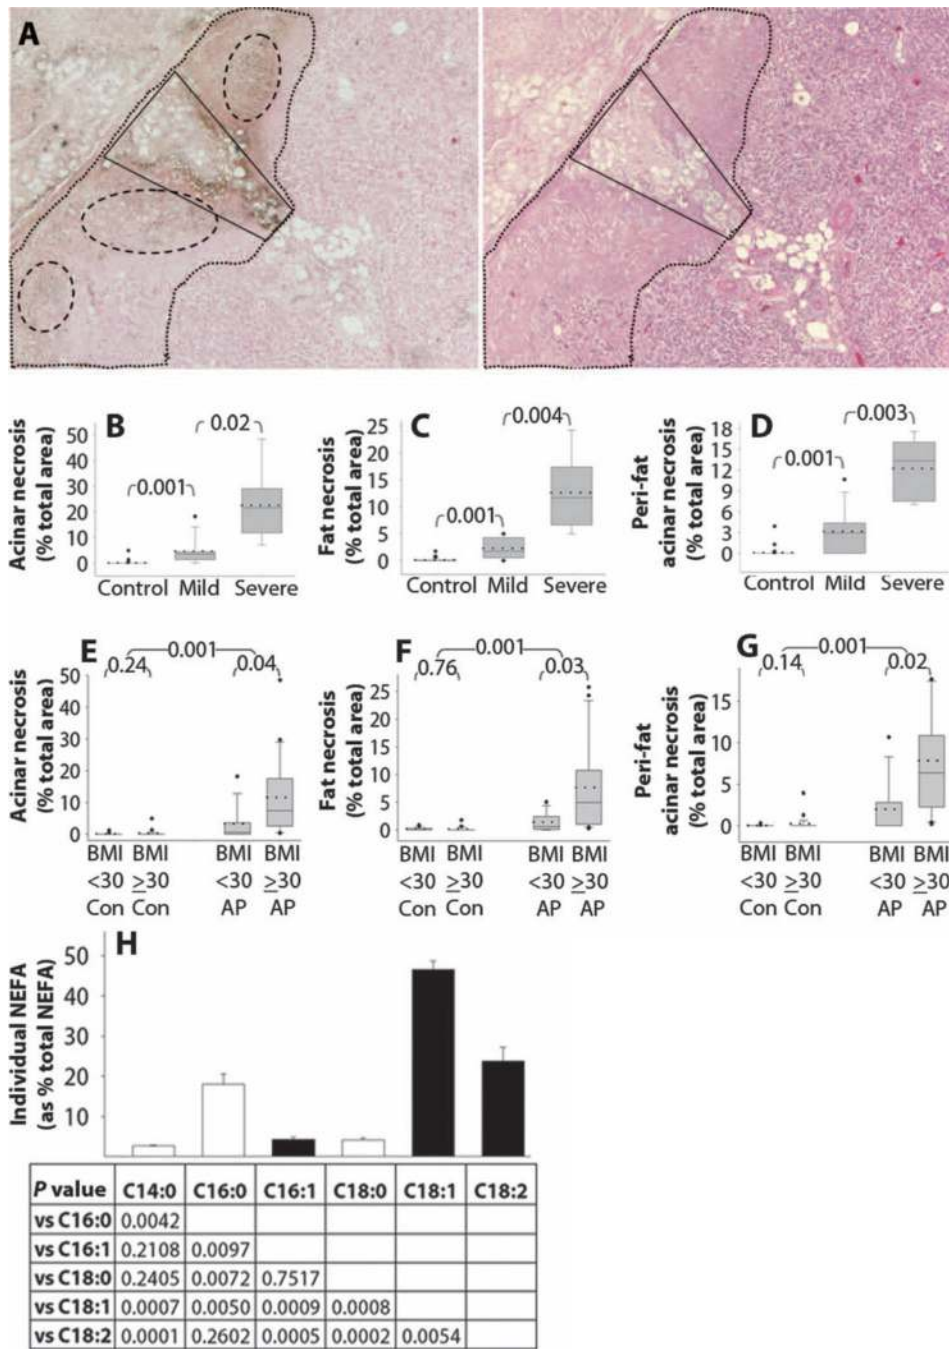 A
B
Acinar necrosis
(% total area)
50
40
30
20
10
0
0.001
0.02
Control Mild Severe
C
Fat necrosis
(% total area)
25
20
15
10
5
0
0.001
0.004
Control Mild Severe
D
Peri-fat
acinar necrosis
(% total area)
18
15
12
9
6
3
0
0.001
0.003
Control Mild Severe
E
Acinar necrosis
(% total area)
50
40
30
20
10
0
0.001
0.24
0.04
BMI BMI BMI BMI
<30 ≥30 <30 ≥30
Con Con AP AP
F
Fat necrosis
(% total area)
25
20
15
10
5
0
0.001
0.76
0.03
BMI BMI BMI BMI
<30 ≥30 <30 ≥30
Con Con AP AP
G
Peri-fat
acinar necrosis
(% total area)
15
10
5
0
0.001
0.14
0.02
BMI BMI BMI BMI
<30 ≥30 <30 ≥30
Con Con AP AP
H
Individual NEFA
(as % total NEFA)
50
40
30
20
10
P value C14:0 C16:0 C16:1 C18:0 C18:1 C18:2
vs C16:0 0.0042
vs C16:1 0.2108 0.0097
vs C18:0 0.2405 0.0072 0.7517
vs C18:1 0.0007 0.0050 0.0009 0.0008
vs C18:2 0.0001 0.2602 0.0005 0.0002 0.0054